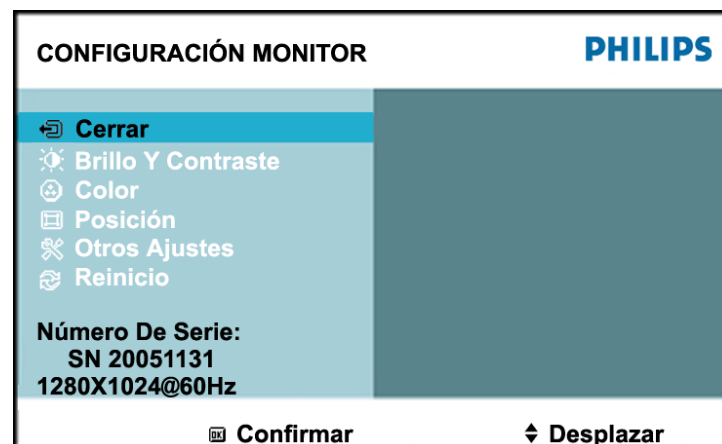 CONFIGURACIÓN MONITOR
PHILIPS
Cerrar
Brillo Y Contraste
Color
Posición
Otros Ajustes
Reinicio
Número De Serie:
SN 20051131
1280X1024@60Hz
OK Confirmar
Desplazar